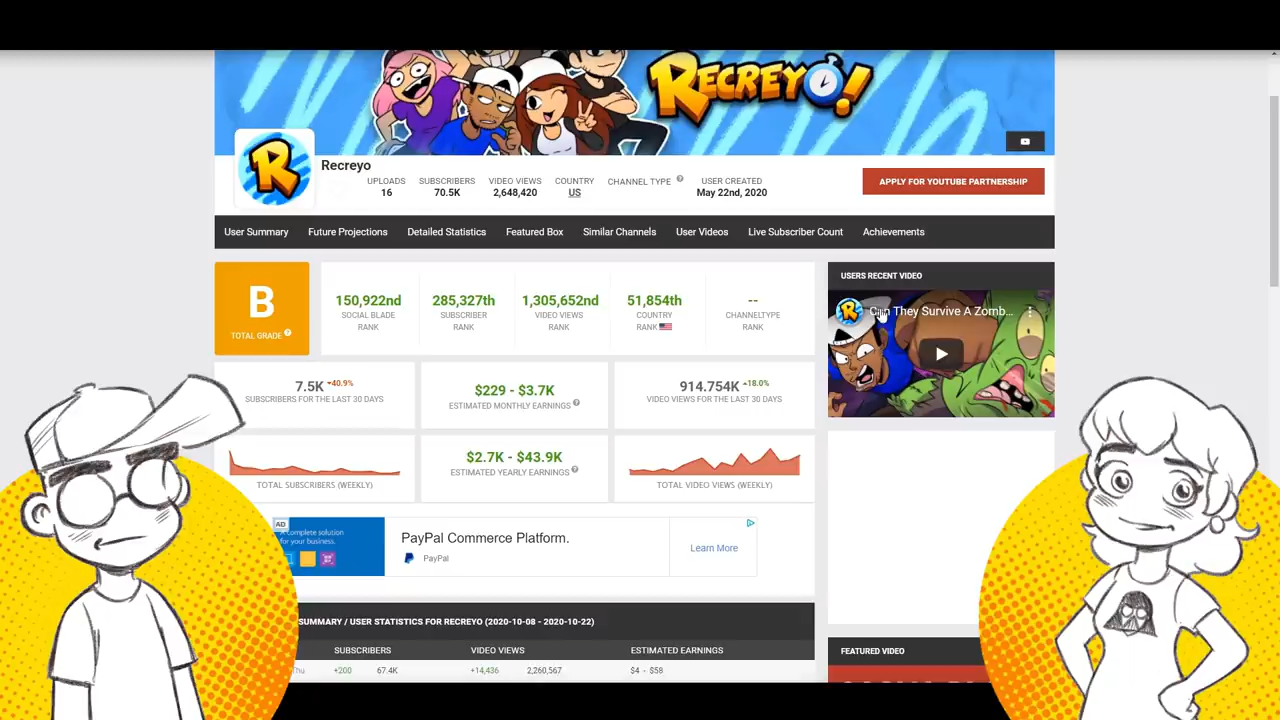 RECREYO!
R
Recreyo
UPLOADS SUBSCRIBERS VIDEO VIEWS COUNTRY CHANNEL TYPE USER CREATED
16 70.5K 2,648,420 US May 22nd, 2020
APPLY FOR YOUTUBE PARTNERSHIP
User Summary Future Projections Detailed Statistics Featured Box Similar Channels User Videos Live Subscriber Count Achievements
B
TOTAL GRADE
150,922nd 285,327th 1,305,652nd 51,854th --
SOCIAL BLADE SUBSCRIBER VIDEO VIEWS COUNTRY CHANNELTYPE
RANK RANK RANK RANK RANK
USERS RECENT VIDEO
R
They Survive A Zomb...
7.5K -40.9%
SUBSCRIBERS FOR THE LAST 30 DAYS
$229 - $3.7K
ESTIMATED MONTHLY EARNINGS
914.754K 18.0%
VIDEO VIEWS FOR THE LAST 30 DAYS
TOTAL SUBSCRIBERS (WEEKLY)
$2.7K - $43.9K
ESTIMATED YEARLY EARNINGS
TOTAL VIDEO VIEWS (WEEKLY)
AD
complete solution
for your business.
PayPal Commerce Platform.
PayPal
Learn More
SUMMARY / USER STATISTICS FOR RECREYO (2020-10-08 - 2020-10-22)
SUBSCRIBERS VIDEO VIEWS ESTIMATED EARNINGS
Thu +200 67.4K +14,436 2,260,567 $4 - $58
FEATURED VIDEO